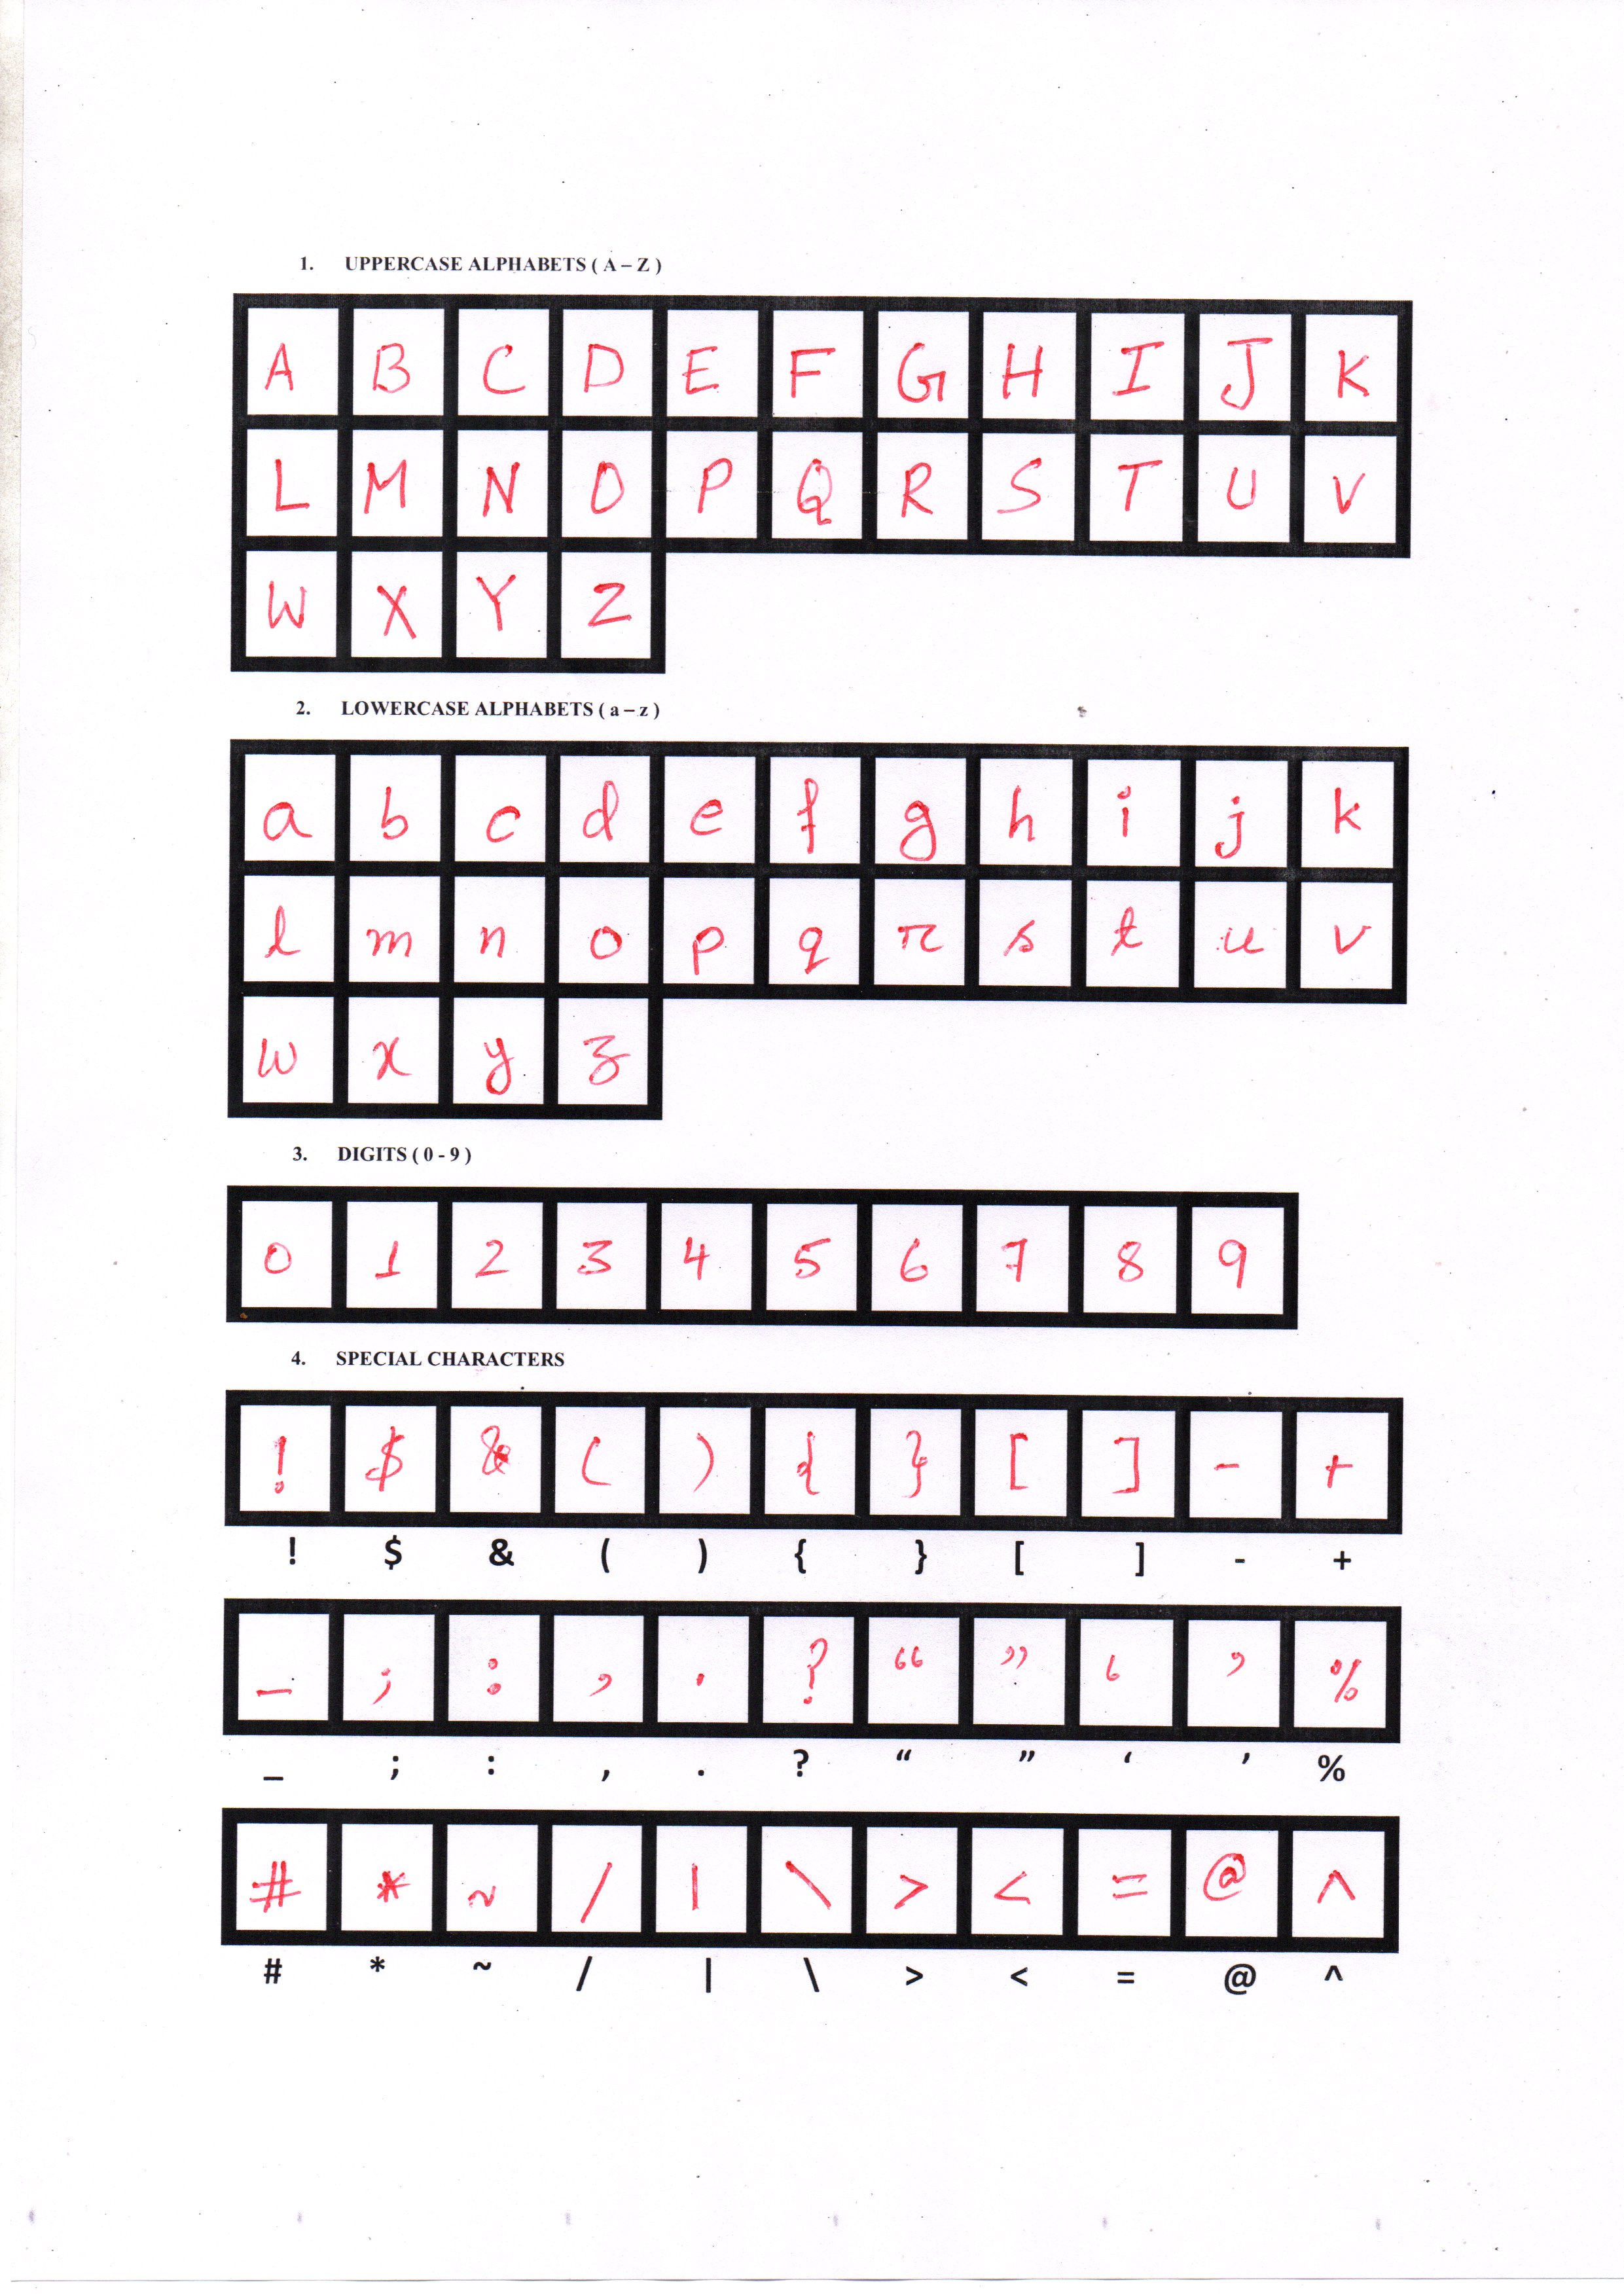 1. UPPERCASE ALPHABETS ( A – Z )
A B C D E F G H I J K
L M N O P Q R S T U V
W X Y Z
2. LOWERCASE ALPHABETS ( a – z )
a b c d e f g h i j k
l m n o p q r s t u v
w x y z
3. DIGITS ( 0 - 9 )
0 1 2 3 4 5 6 7 8 9
4. SPECIAL CHARACTERS
! $ & ( ) { } [ ] - +
! $ & ( ) { } [ ] - +
_ ; : , . ? “ ” ‘ ’ %
_ ; : , . ? “ ” ‘ ’ %
# * ~ / | \ > < = @ ^
# * ~ / | \ > < = @ ^